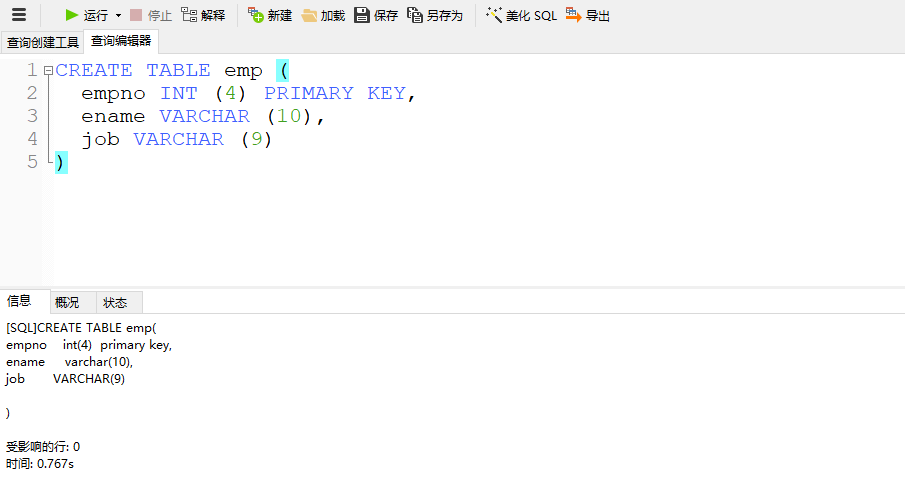 运行 停止 解释 新建 加载 保存 另存为 美化 SQL 导出
查询创建工具 查询编辑器
1 CREATE TABLE emp (
2 empno INT (4) PRIMARY KEY,
3 ename VARCHAR (10),
4 job VARCHAR (9)
5 )
信息 概况 状态
[SQL]CREATE TABLE emp(
empno int(4) primary key,
ename varchar(10),
job VARCHAR(9)
)
受影响的行: 0
时间: 0.767s